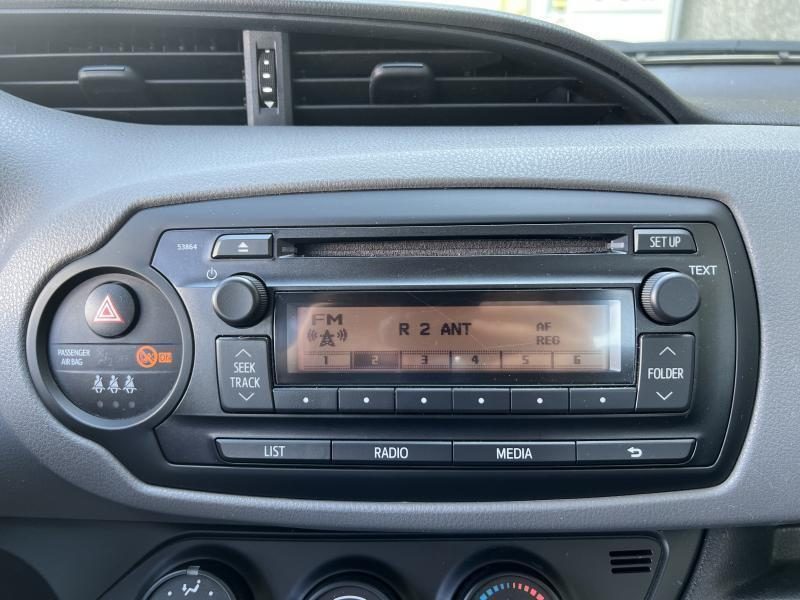 53864
SET UP
TEXT
FM
R 2 ANT
AF
REG
1 2 3 4 5 6
PASSENGER
AIR BAG
OFF
ON
SEEK
TRACK
FOLDER
LIST
RADIO
MEDIA